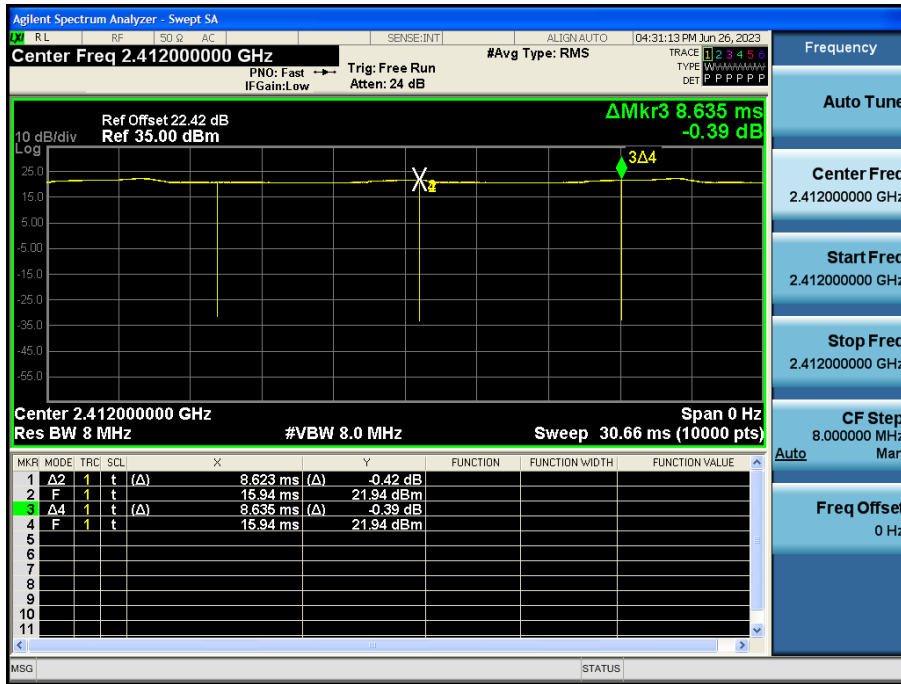 Agilent Spectrum Analyzer - Swept SA
LXI RL RF 50 Ω AC SENSE:INT ALIGN AUTO 04:31:13 PM Jun 26, 2023
Center Freq 2.412000000 GHz
#Avg Type: RMS
TRACE 1 2 3 4 5 6
PNO: Fast Trig: Free Run
TYPE WWWWWW
IFGain:Low Atten: 24 dB
DET P P P P P P
ΔMkr3 8.635 ms
-0.39 dB
Ref Offset 22.42 dB
10 dB/div Ref 35.00 dBm
Log
3Δ4
25.0
15.0
5.00
-5.00
-15.0
-25.0
-35.0
-45.0
-55.0
Center 2.412000000 GHz Span 0 Hz
Res BW 8 MHz #VBW 8.0 MHz Sweep 30.66 ms (10000 pts)
MKR MODE TRC SCL X Y FUNCTION FUNCTION WIDTH FUNCTION VALUE
1 Δ2 1 t (Δ) 8.623 ms (Δ) -0.42 dB
2 F 1 t 15.94 ms 21.94 dBm
3 Δ4 1 t (Δ) 8.635 ms (Δ) -0.39 dB
4 F 1 t 15.94 ms 21.94 dBm
5
6
7
8
9
10
11
MSG STATUS
Frequency
Auto Tune
Center Freq
2.412000000 GHz
Start Freq
2.412000000 GHz
Stop Freq
2.412000000 GHz
CF Step
8.000000 MHz
Auto Man
Freq Offset
0 Hz